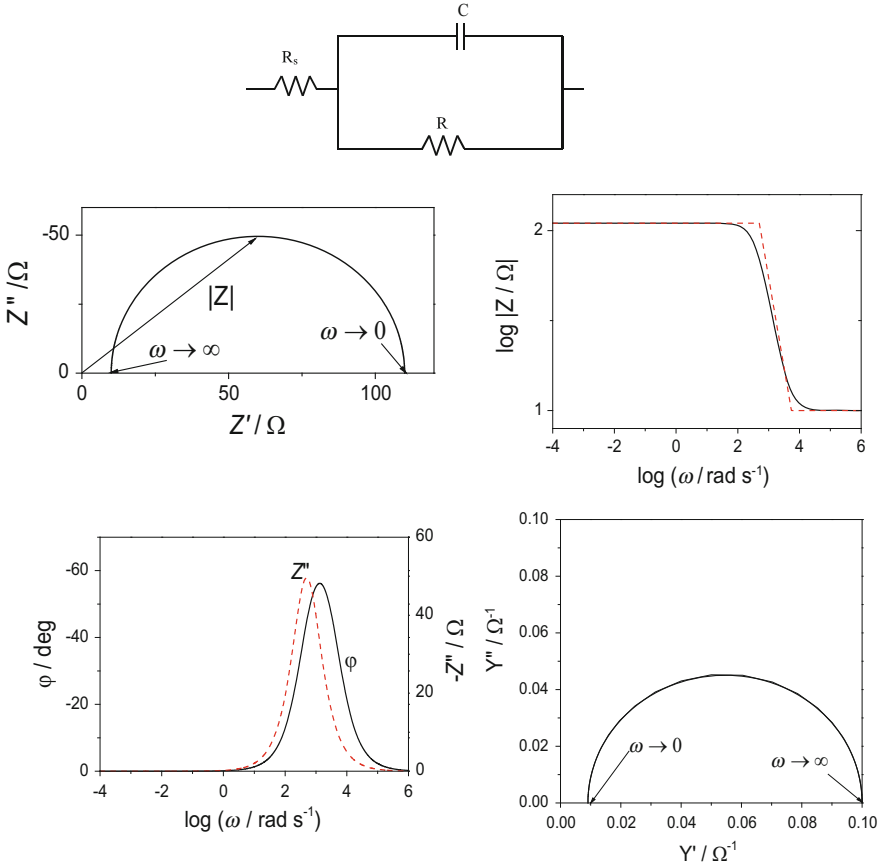 C
Rs
R
-50
0
Z" /Ω
|Z|
ω → 0
ω → ∞
0 50 100
Z' / Ω
2
1
log |Z / Ω|
-4 -2 0 2 4 6
log (ω / rad s-1)
-60
-40
-20
0
φ / deg
Z"
φ
60
40
20
0
-Z" / Ω
-4 -2 0 2 4 6
log (ω / rad s-1)
0.10
0.08
0.06
0.04
0.02
0.00
Y" / Ω-1
ω → 0
ω → ∞
0.00 0.02 0.04 0.06 0.08 0.10
Y' / Ω-1